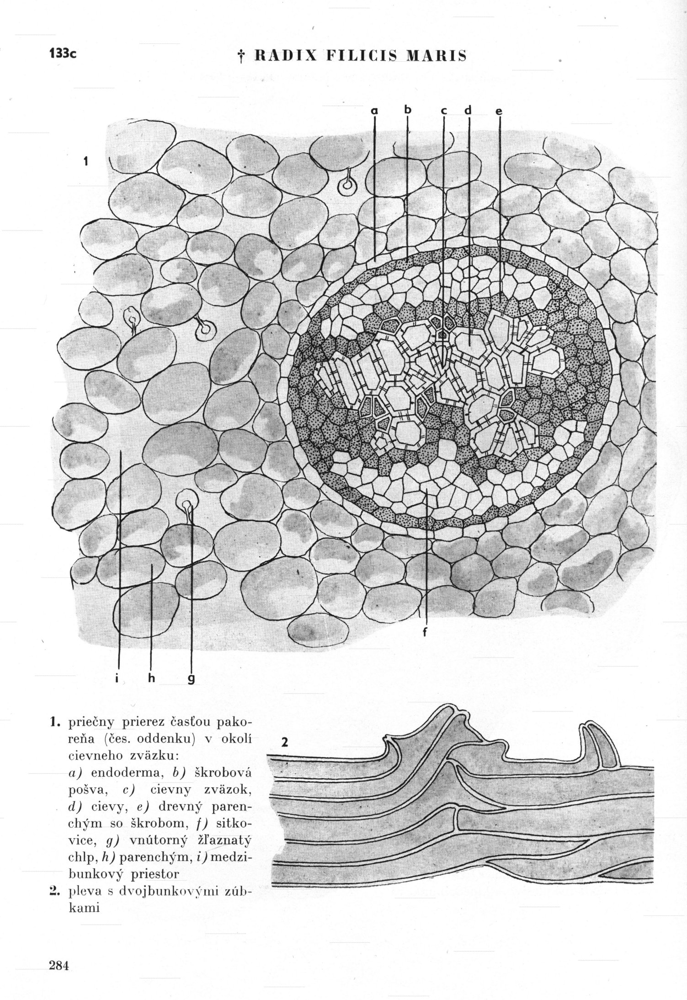 133c
† RADIX FILICIS MARIS
a b c d e
1
f
i h g
1. priečny prierez časťou pako-
reňa (čes. oddenku) v okolí
cievneho zväzku:
a) endoderma, b) škrobová
pošva, c) cievny zväzok,
d) cievy, e) drevný paren-
chým so škrobom, f) sitko-
vice, g) vnútorný žľaznatý
chlp, h) parenchým, i) medzi-
bunkový priestor
2. pleva s dvojbunkovými zúb-
kami
2
284